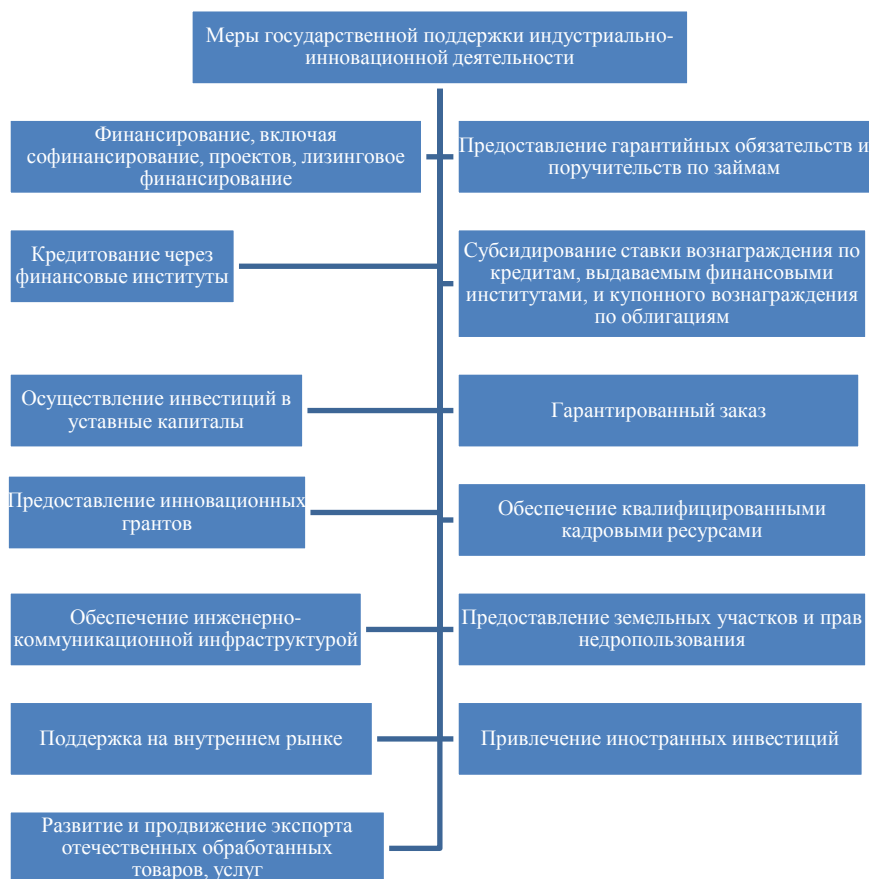 Меры государственной поддержки индустриально-
инновационной деятельности
Финансирование, включая
софинансирование, проектов, лизинговое
финансирование
Предоставление гарантийных обязательств и
поручительств по займам
Кредитование через
финансовые институты
Субсидирование ставки вознаграждения по
кредитам, выдаваемым финансовыми
институтами, и купонного вознаграждения
по облигациям
Осуществление инвестиций в
уставные капиталы
Гарантированный заказ
Предоставление инновационных
грантов
Обеспечение квалифицированными
кадровыми ресурсами
Обеспечение инженерно-
коммуникационной инфраструктурой
Предоставление земельных участков и прав
недропользования
Поддержка на внутреннем рынке
Привлечение иностранных инвестиций
Развитие и продвижение экспорта
отечественных обработанных
товаров, услуг